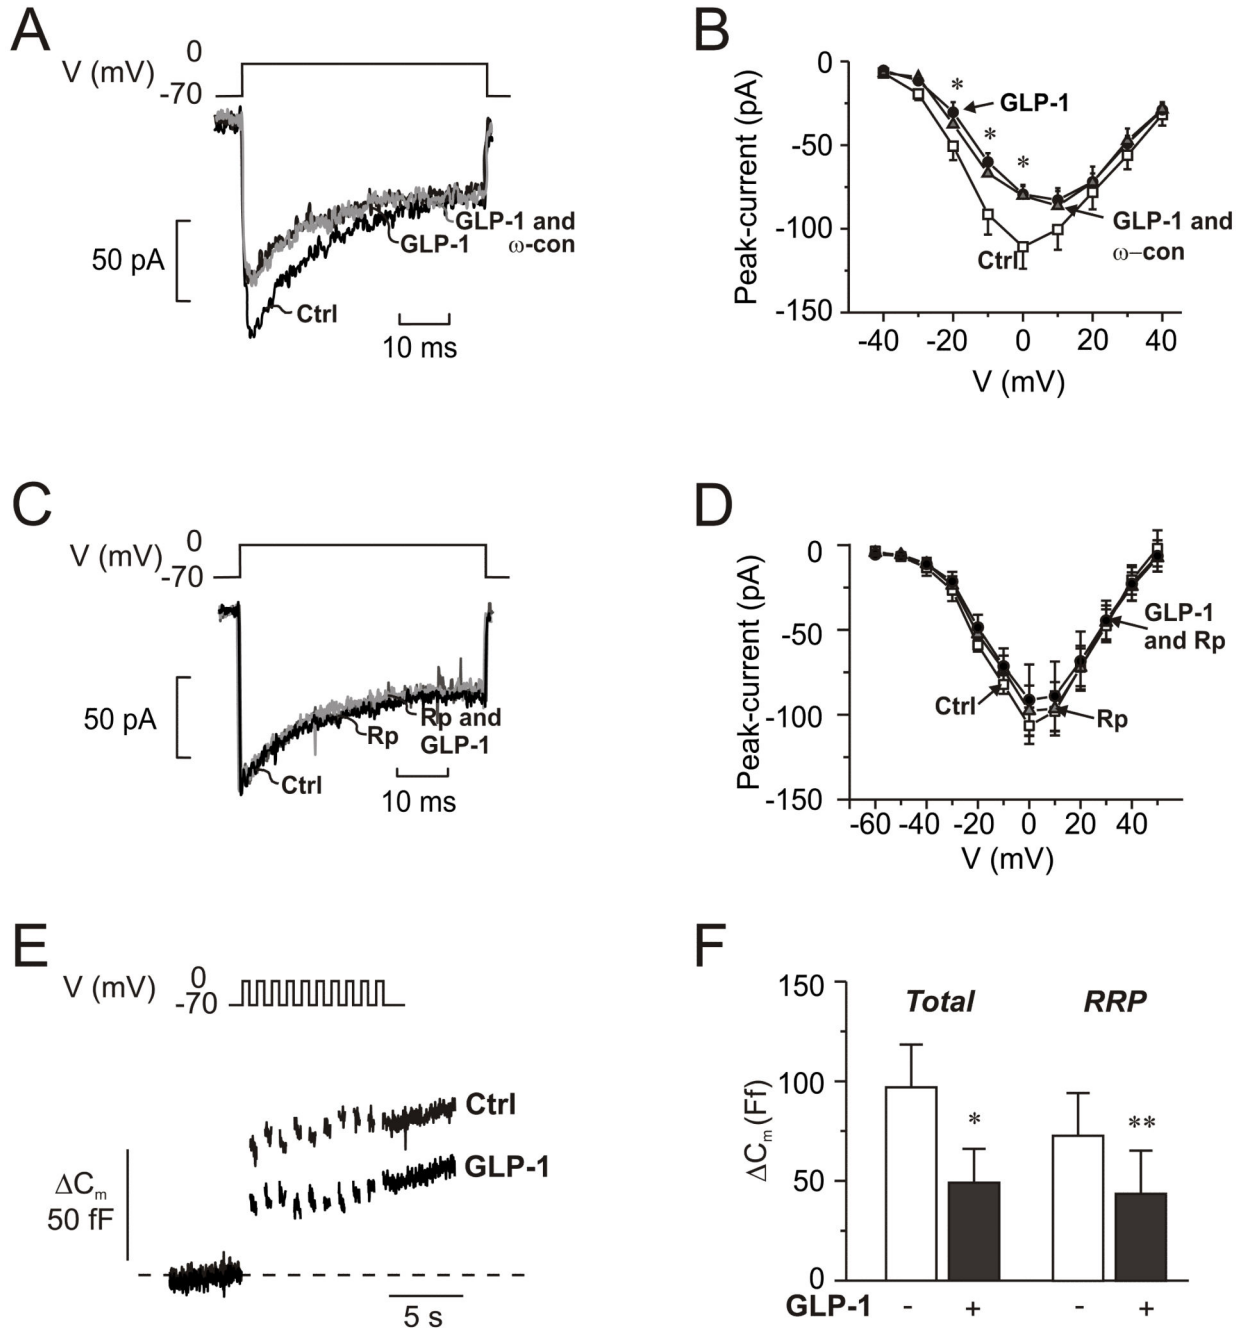 A
V (mV)
0
-70
50 pA
GLP-1 and
ω-con
GLP-1
Ctrl
10 ms
B
Peak-current (pA)
0
-50
-100
-150
*
*
*
GLP-1
GLP-1 and
ω-con
Ctrl
-40 -20 0 20 40
V (mV)
C
V (mV)
0
-70
50 pA
Rp and
GLP-1
Rp
Ctrl
10 ms
D
Peak-current (pA)
0
-50
-100
-150
GLP-1
and Rp
Ctrl
Rp
-60 -40 -20 0 20 40
V (mV)
E
V (mV)
0
-70
Ctrl
GLP-1
ΔCm
50 fF
5 s
F
ΔCm (Ff)
150
100
50
0
Total RRP
* **
GLP-1 - + - +